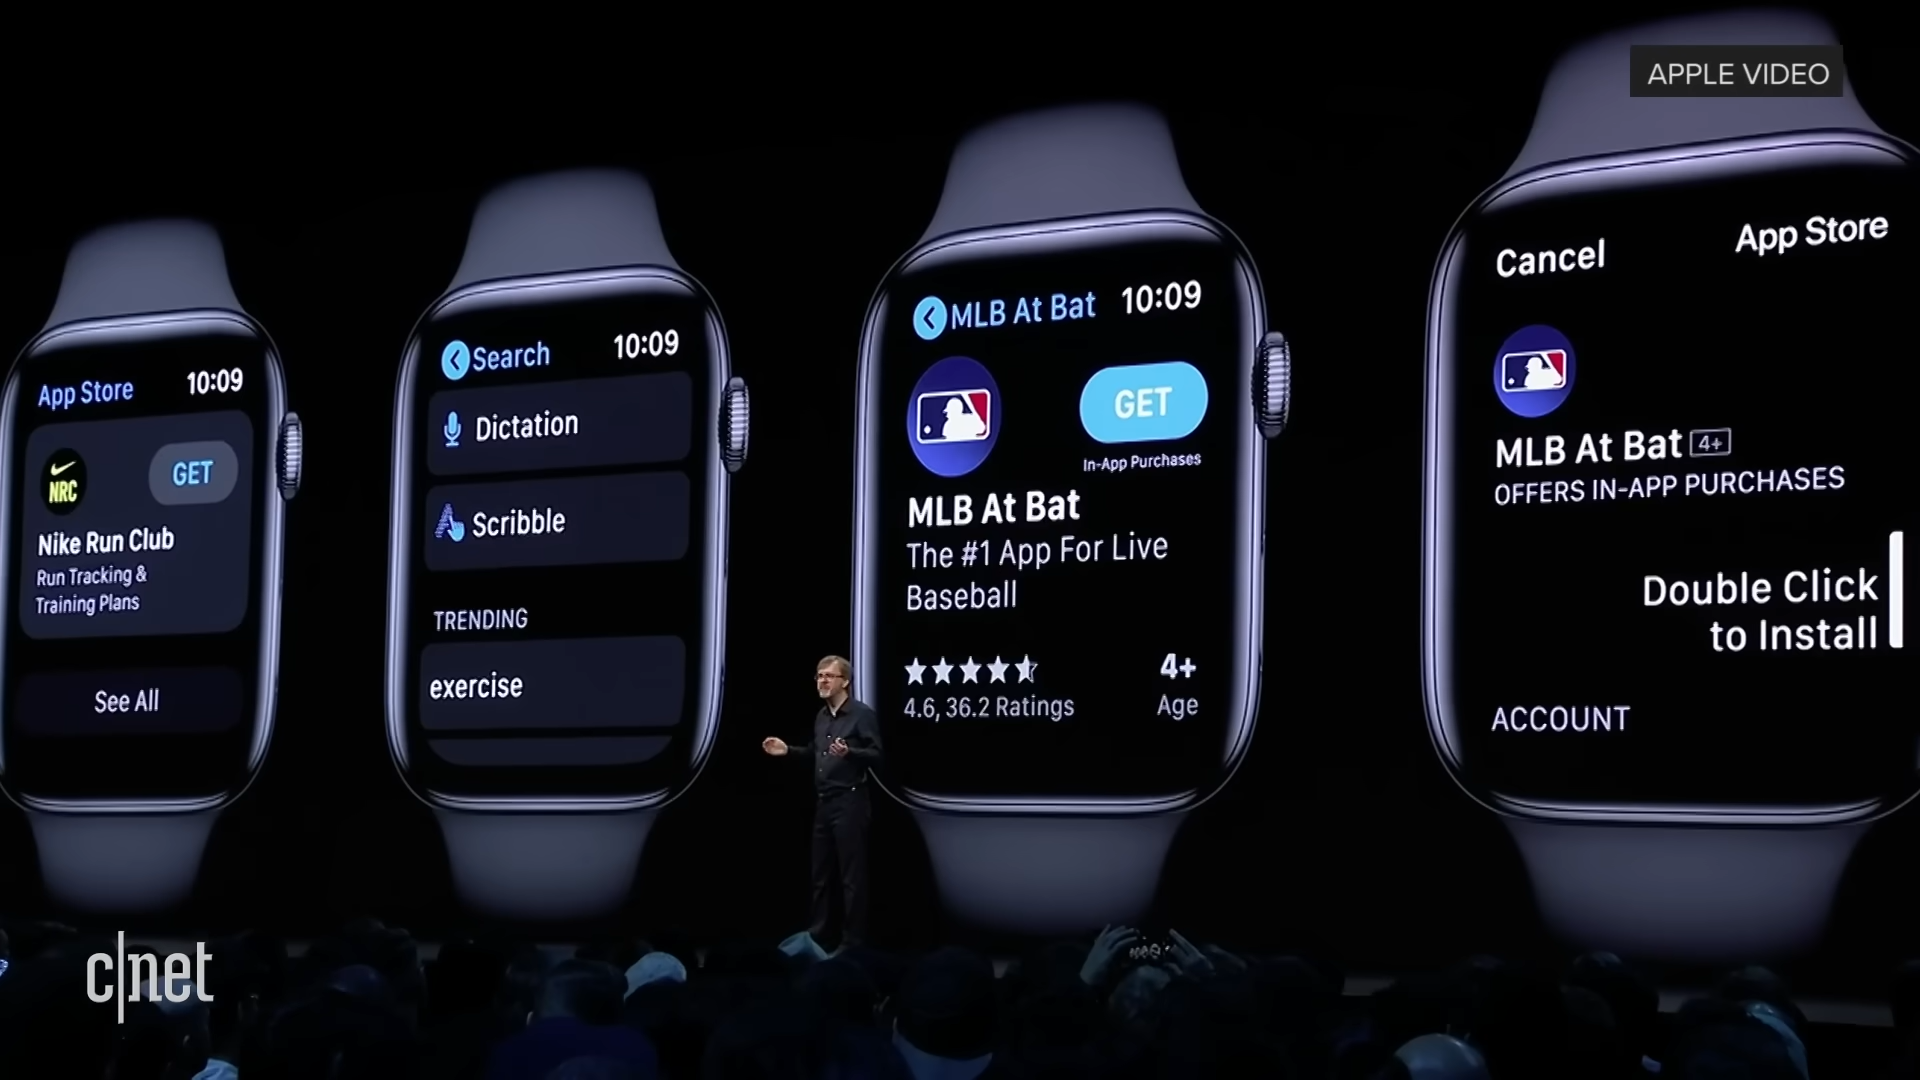 APPLE VIDEO
App Store 10:09
NRC
GET
Nike Run Club
Run Tracking &
Training Plans
See All
Search 10:09
Dictation
Scribble
TRENDING
exercise
MLB At Bat 10:09
GET
In-App Purchases
MLB At Bat
The #1 App For Live
Baseball
4.6, 36.2 Ratings
4+
Age
Cancel App Store
MLB At Bat 4+
OFFERS IN-APP PURCHASES
Double Click
to Install
ACCOUNT
c|net